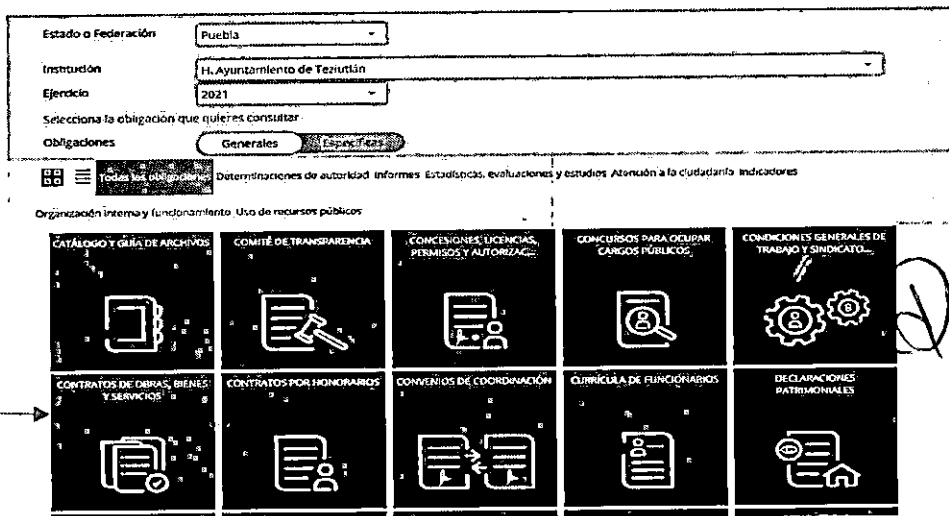 Estado o Federación Puebla
Institución H. Ayuntamiento de Teziutlán
Ejercicio 2021
Selecciona la obligación que quieres consultar
Obligaciones Generales Específicas
Todas las obligaciones Determinaciones de autoridad Informes Estadísticas, evaluaciones y estudios Atención a la ciudadanía Indicadores
Organización interna y funcionamiento Uso de recursos públicos
CATÁLOGO Y GUÍA DE ARCHIVOS
COMITÉ DE TRANSPARENCIA
CONCESIONES, LICENCIAS,
PERMISOS Y AUTORIZAC...
CONCURSOS PARA OCUPAR
CARGOS PÚBLICOS
CONDICIONES GENERALES DE
TRABAJO Y SINDICATO...
CONTRATOS DE OBRAS, BIENES
Y SERVICIOS
CONTRATOS POR HONORARIOS
CONVENIOS DE COORDINACIÓN
CURRÍCULA DE FUNCIONARIOS
DECLARACIONES
PATRIMONIALES